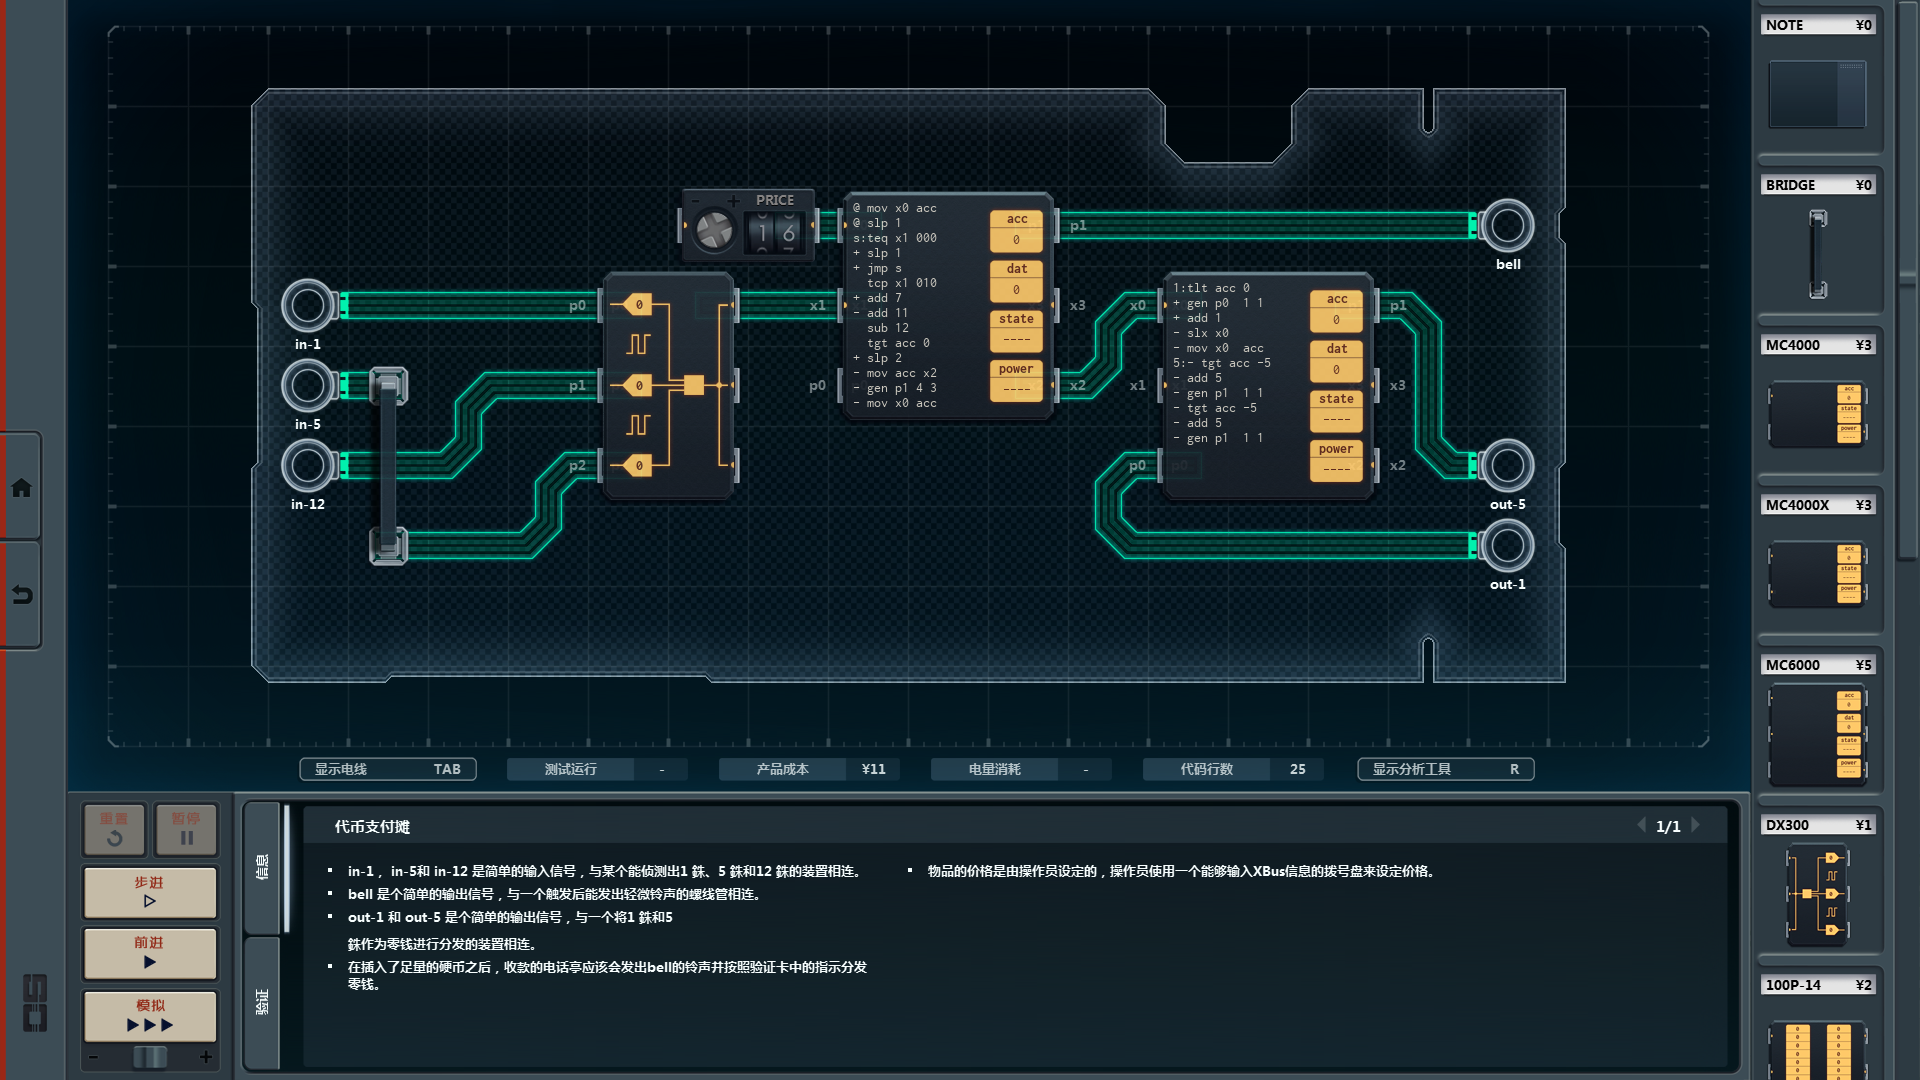 NOTE ¥0
BRIDGE ¥0
MC4000 ¥3
MC4000X ¥3
MC6000 ¥5
DX300 ¥1
100P-14 ¥2
PRICE
1 6
@ mov x0 acc
@ slp 1
s:teq x1 000
+ slp 1
+ jmp s
tcp x1 010
+ add 7
- add 11
sub 12
tgt acc 0
+ slp 2
- mov acc x2
- gen p1 4 3
- mov x0 acc
acc
0
dat
0
state
----
power
----
p1
x1
x3
p0
x2
bell
in-1
in-5
in-12
p0
p1
p2
0
0
0
1:tlt acc 0
+ gen p0 1 1
+ add 1
- slx x0
- mov x0 acc
5:- tgt acc -5
- add 5
- gen p1 1 1
- tgt acc -5
- add 5
- gen p1 1 1
acc
0
dat
0
state
----
power
----
x0
x1
p0
p1
x3
x2
out-5
out-1
显示电线 TAB
测试运行 -
产品成本 ¥11
电量消耗 -
代码行数 25
显示分析工具 R
重置
暂停
步进
前进
模拟
- +
信息
验证
代币支付摊
1/1
▪ in-1 , in-5和 in-12 是简单的输入信号 , 与某个能侦测出1 銖、5 銖和12 銖的装置相连。
▪ bell 是个简单的输出信号 , 与一个触发后能发出轻微铃声的螺线管相连。
▪ out-1 和 out-5 是个简单的输出信号 , 与一个将1 銖和5
銖作为零钱进行分发的装置相连。
▪ 在插入了足量的硬币之后 , 收款的电话亭应该会发出bell的铃声并按照验证卡中的指示分发
零钱。
▪ 物品的价格是由操作员设定的 , 操作员使用一个能够输入XBus信息的拨号盘来设定价格。